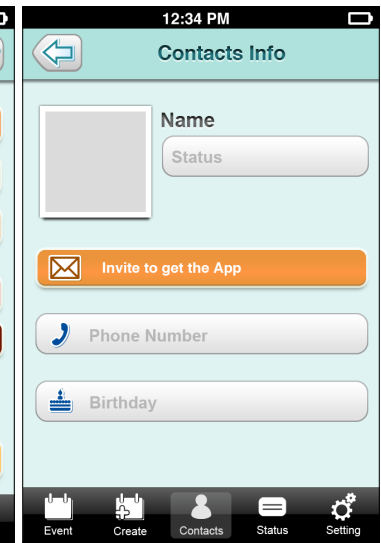 12:34 PM
Contacts Info
Name
Status
Invite to get the App
Phone Number
Birthday
Event
Create
Contacts
Status
Setting